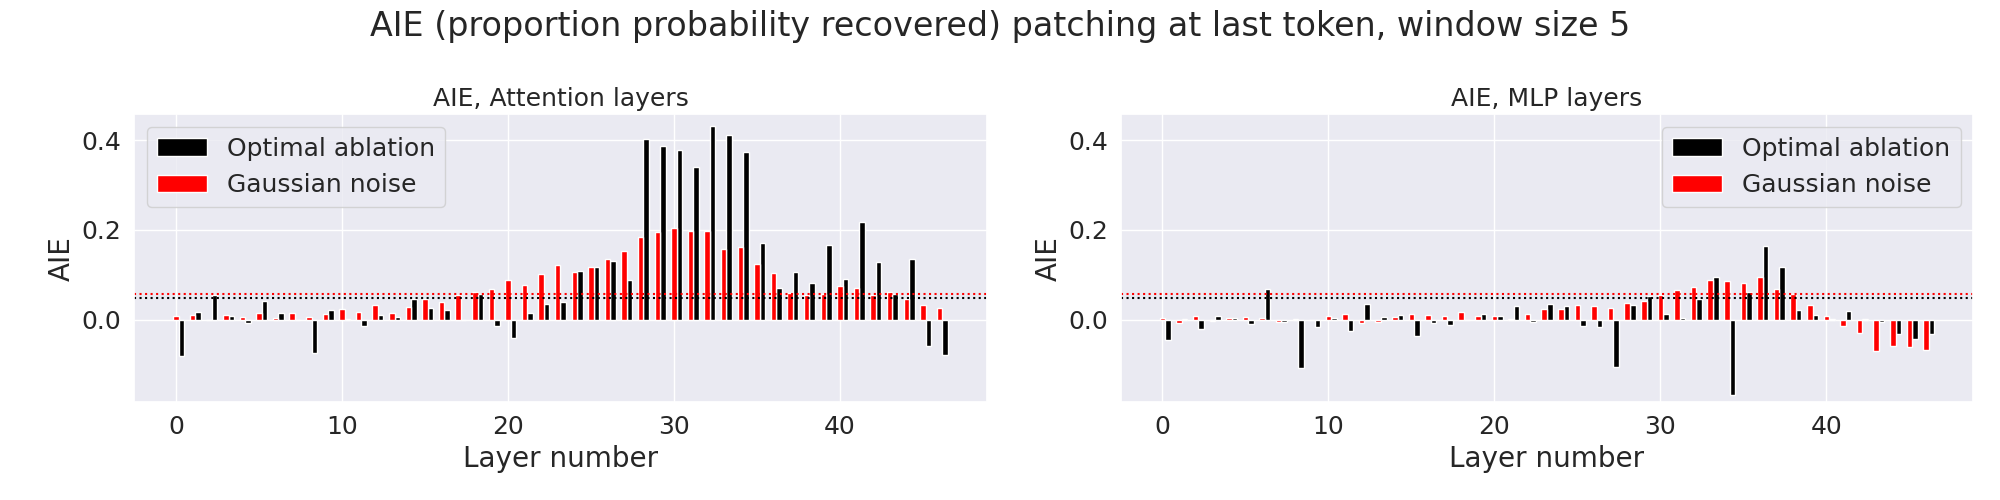 AIE (proportion probability recovered) patching at last token, window size 5
AIE, Attention layers
Optimal ablation
Gaussian noise
AIE
0.4
0.2
0.0
0 10 20 30 40
Layer number
AIE, MLP layers
Optimal ablation
Gaussian noise
AIE
0.4
0.2
0.0
0 10 20 30 40
Layer number